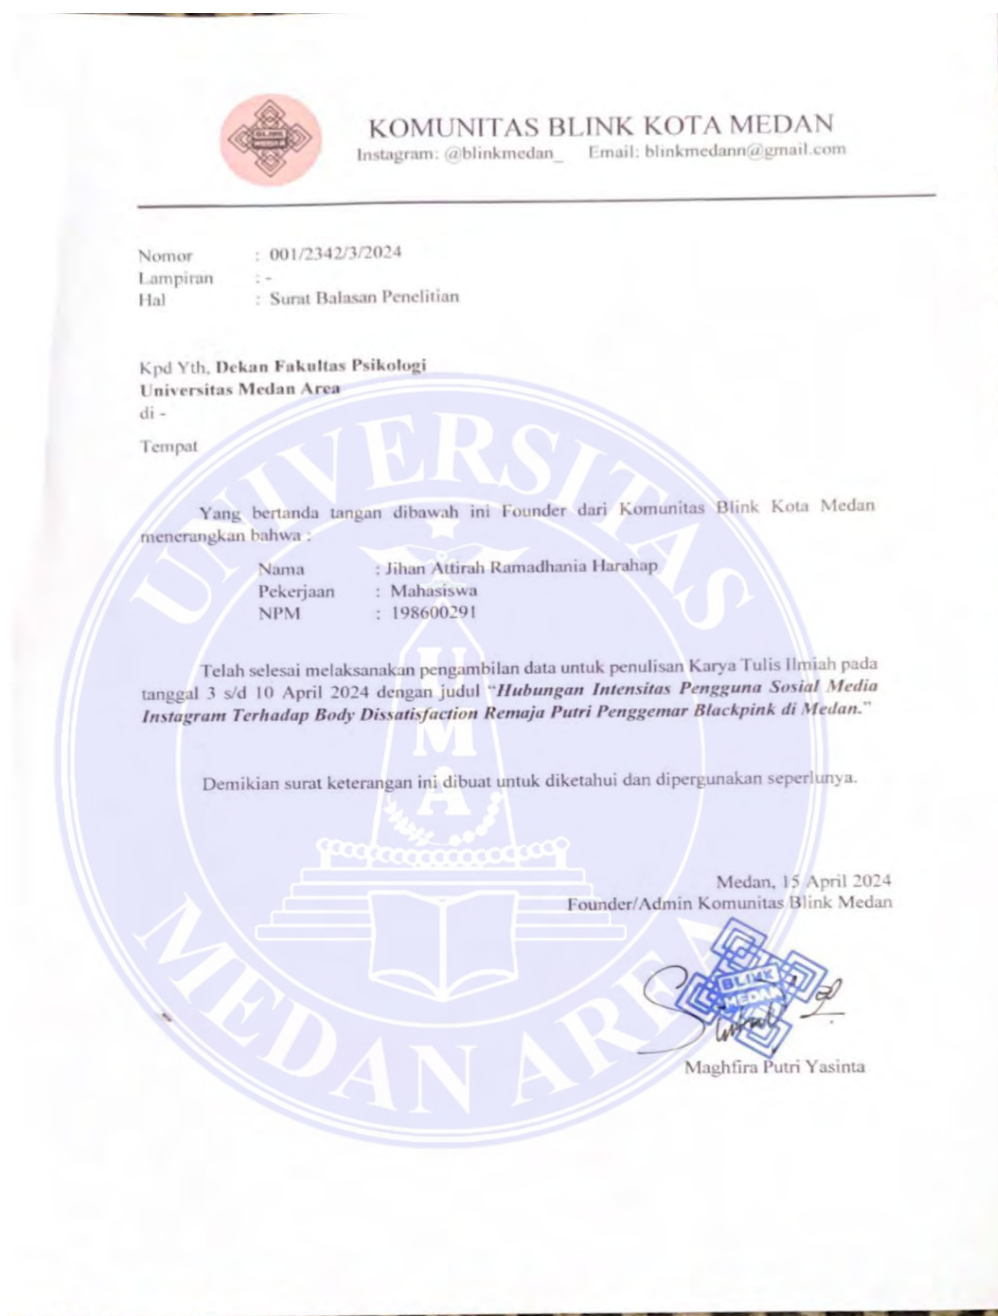 BLINK
MEDAN
KOMUNITAS BLINK KOTA MEDAN
Instagram: @blinkmedan_ Email: blinkmedann@gmail.com
Nomor : 001/2342/3/2024
Lampiran : -
Hal : Surat Balasan Penelitian
Kpd Yth, Dekan Fakultas Psikologi
Universitas Medan Area
di -
Tempat
Yang bertanda tangan dibawah ini Founder dari Komunitas Blink Kota Medan
menerangkan bahwa :
Nama : Jihan Attirah Ramadhania Harahap
Pekerjaan : Mahasiswa
NPM : 198600291
Telah selesai melaksanakan pengambilan data untuk penulisan Karya Tulis Ilmiah pada
tanggal 3 s/d 10 April 2024 dengan judul “Hubungan Intensitas Pengguna Sosial Media
Instagram Terhadap Body Dissatisfaction Remaja Putri Penggemar Blackpink di Medan.”
Demikian surat keterangan ini dibuat untuk diketahui dan dipergunakan seperlunya.
Medan, 15 April 2024
Founder/Admin Komunitas Blink Medan
BLINK
MEDAN
Maghfira Putri Yasinta
UNIVERSITAS
MEDAN AREA
UMA